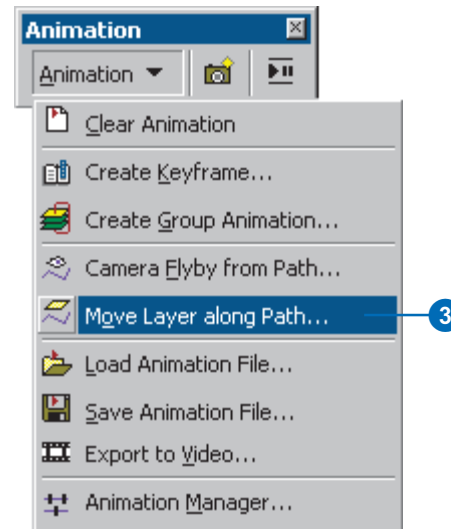 Animation
Animation
Clear Animation
Create Keyframe...
Create Group Animation...
Camera Flyby from Path...
Move Layer along Path...
3
Load Animation File...
Save Animation File...
Export to Video...
Animation Manager...